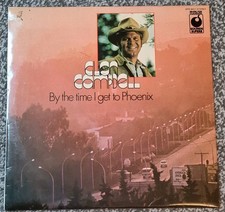 Glen
Campbell
By the time I get to Phoenix